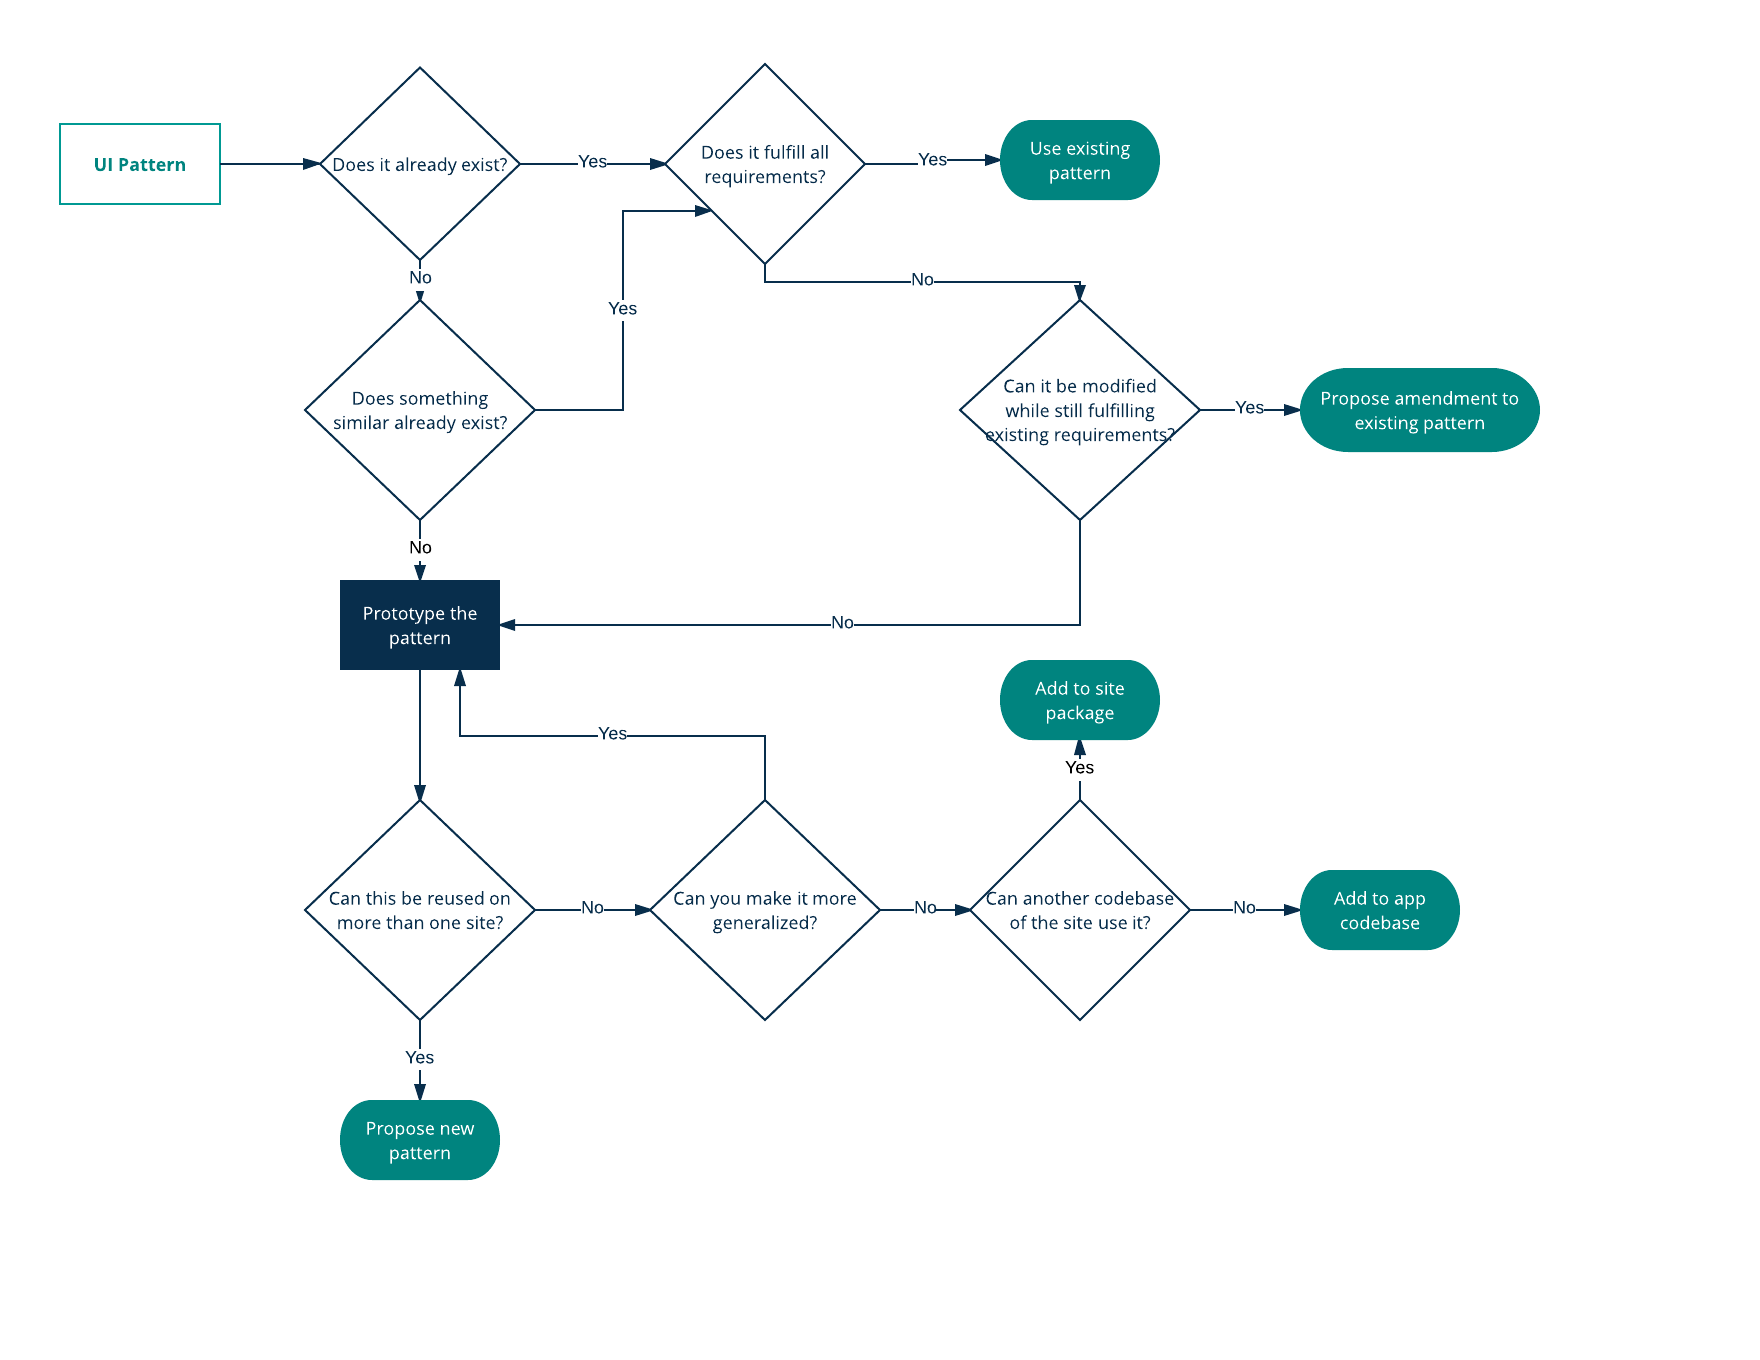 UI Pattern
Does it already exist?
Yes
Does it fulfill all
requirements?
Yes
Use existing
pattern
No
No
Yes
Does something
similar already exist?
Can it be modified
while still fulfilling
existing requirements?
Yes
Propose amendment to
existing pattern
No
Prototype the
pattern
No
Add to site
package
Yes
Yes
Can this be reused on
more than one site?
No
Can you make it more
generalized?
No
Can another codebase
of the site use it?
No
Add to app
codebase
Yes
Propose new
pattern